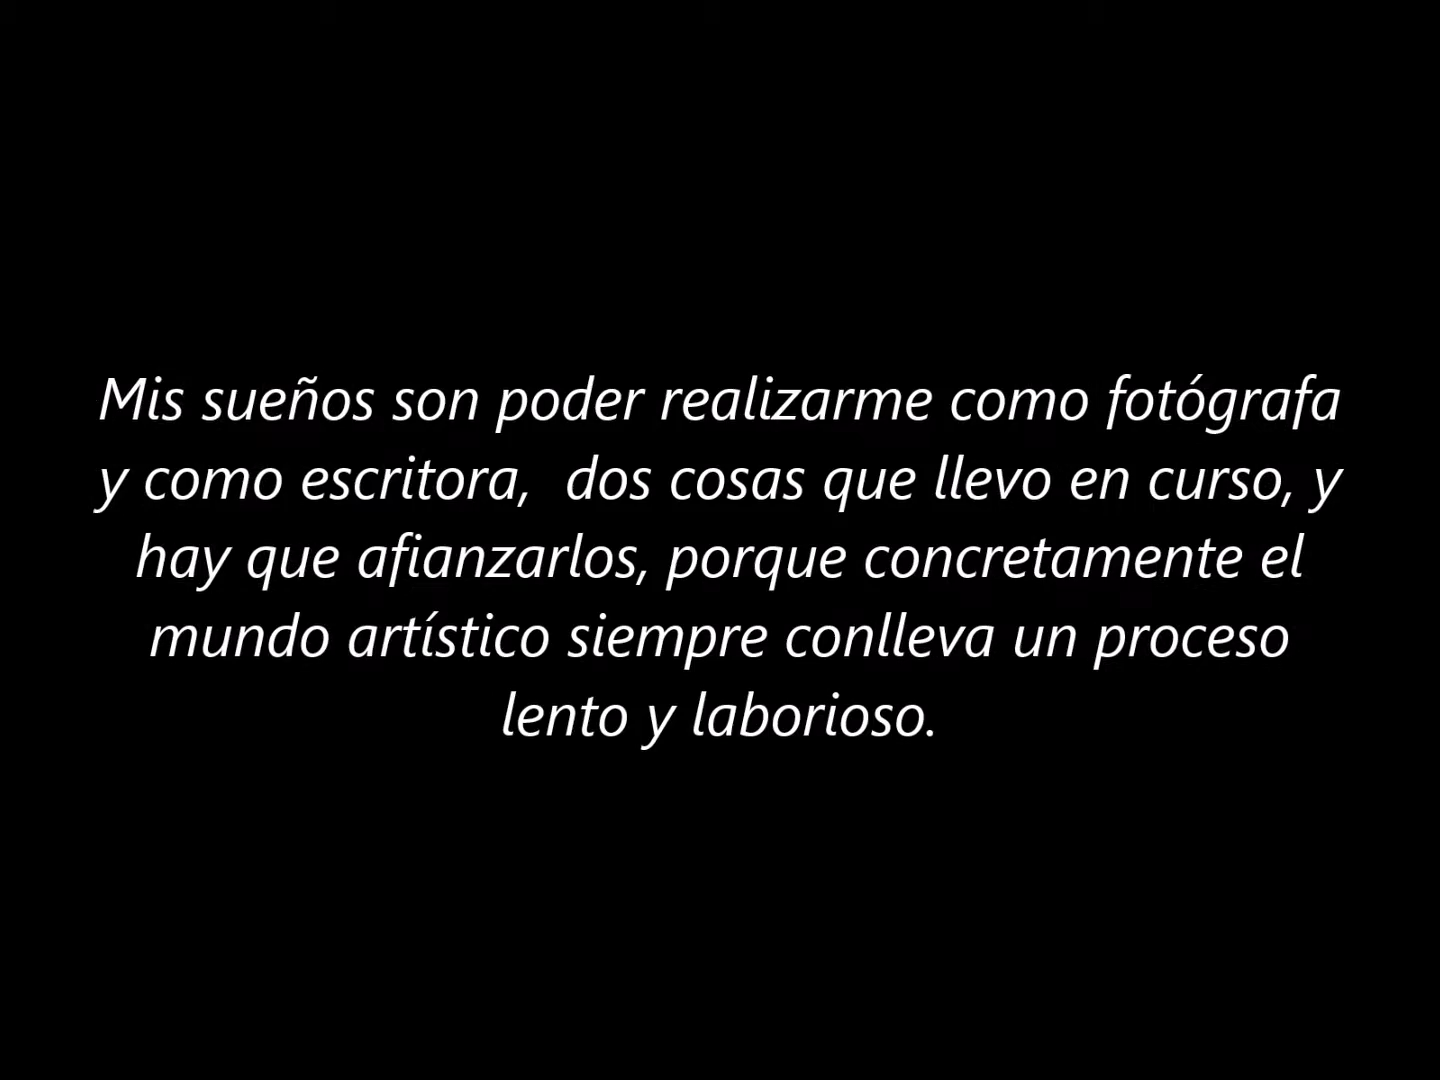 Mis sueños son poder realizarme como fotógrafa
y como escritora,  dos cosas que llevo en curso, y
hay que afianzarlos, porque concretamente el
mundo artístico siempre conlleva un proceso
lento y laborioso.